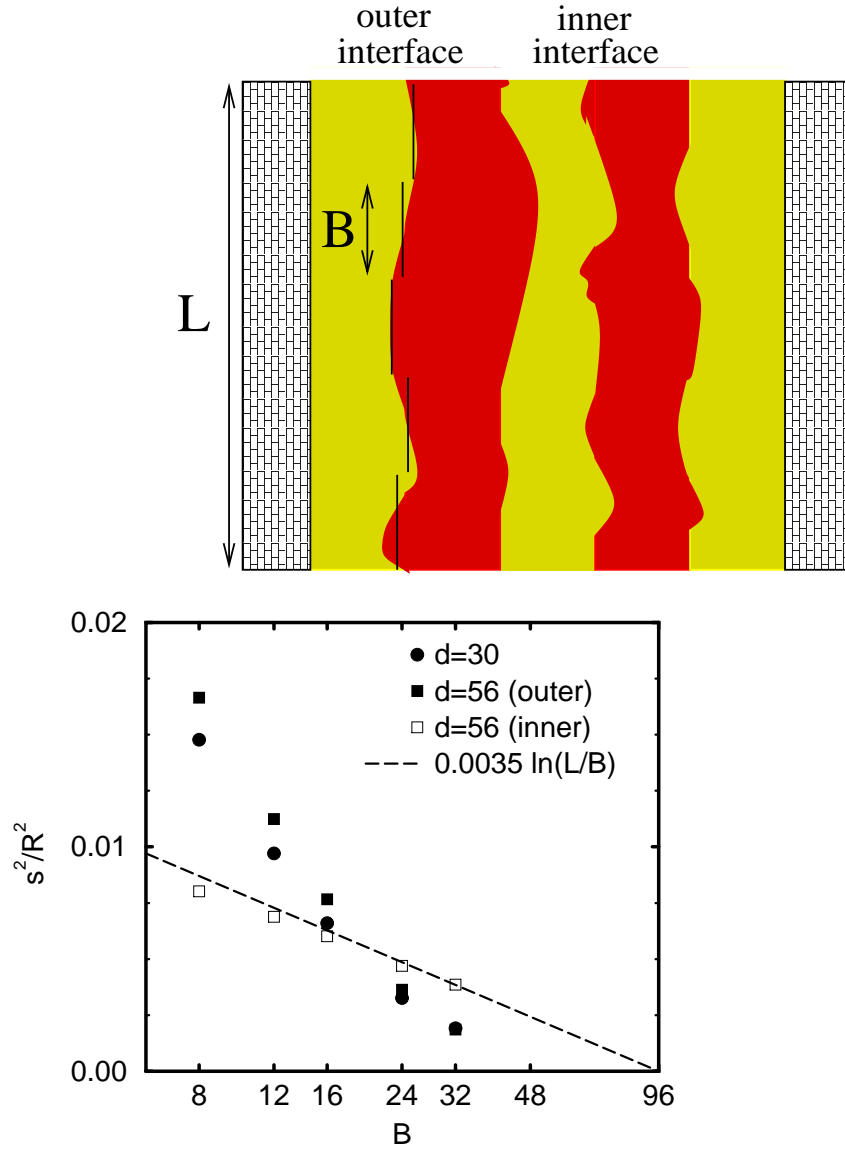 outer
interface
inner
interface
B
L
0.02
0.01
0.00
s²/R²
d=30
d=56 (outer)
d=56 (inner)
0.0035 ln(L/B)
8 12 16 24 32 48 96
B